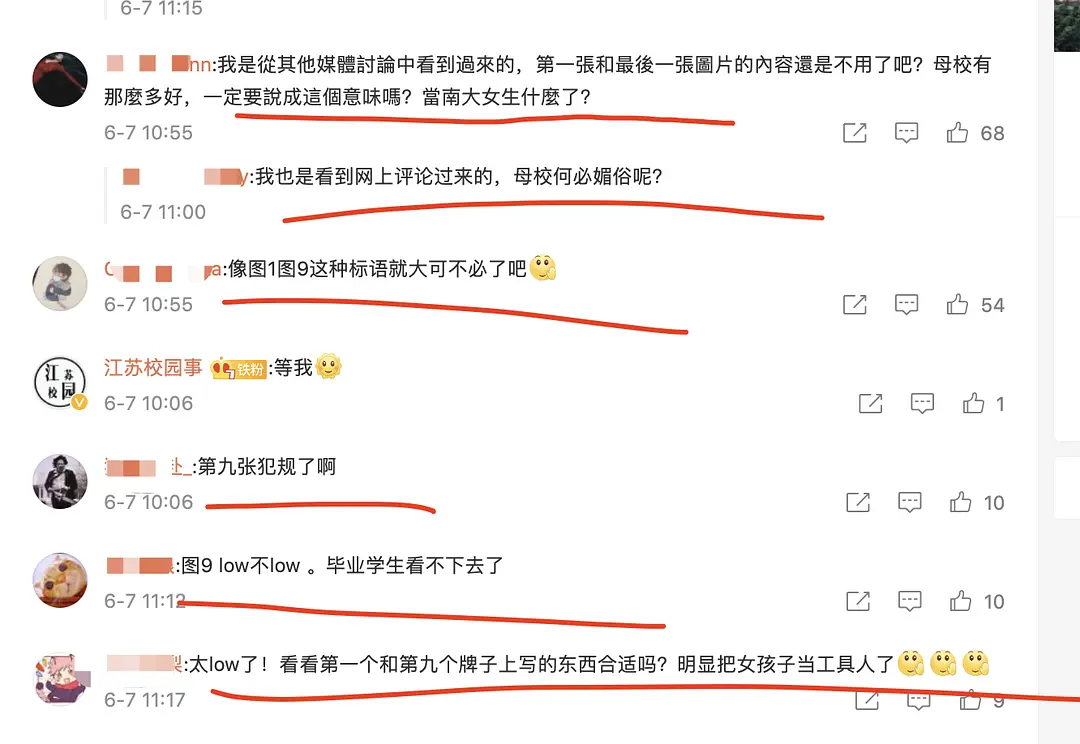 6-7 11:15
nn:我是從其他媒體討論中看到過來的，第一張和最後一張圖片的內容還是不用了吧？母校有
那麼多好，一定要說成這個意味嗎？當南大女生什麼了？
6-7 10:55
68
y:我也是看到网上评论过来的，母校何必媚俗呢？
6-7 11:00
a:像图1图9这种标语就大可不必了吧
6-7 10:55
54
江苏校园
江苏校园事 7 铁粉:等我
6-7 10:06
1
卦_:第九张犯规了啊
6-7 10:06
10
:图9 low不low 。毕业学生看不下去了
6-7 11:12
10
:太low了！看看第一个和第九个牌子上写的东西合适吗？明显把女孩子当工具人了
6-7 11:17
9